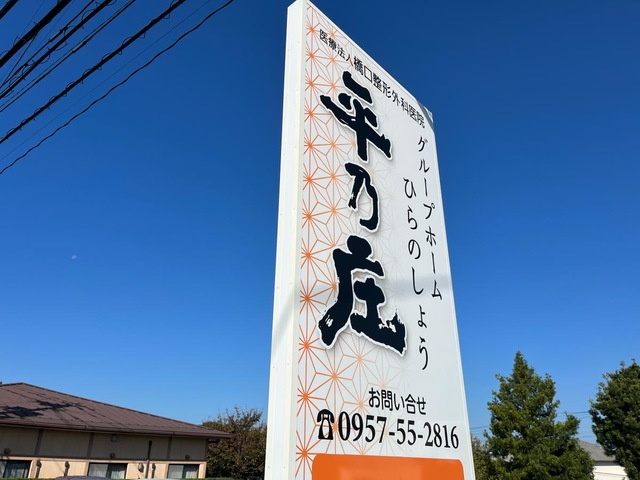 医療法人橋口整形外科医院
グループホーム
ひらのしょう
平乃庄
お問い合せ
☎0957-55-2816